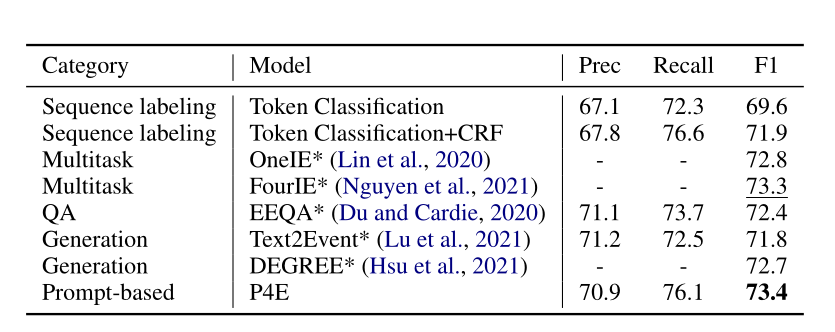 Category Model Prec Recall F1
Sequence labeling Token Classification 67.1 72.3 69.6
Sequence labeling Token Classification+CRF 67.8 76.6 71.9
Multitask OneIE* (Lin et al., 2020) - - 72.8
Multitask FourIE* (Nguyen et al., 2021) - - 73.3
QA EEQA* (Du and Cardie, 2020) 71.1 73.7 72.4
Generation Text2Event* (Lu et al., 2021) 71.2 72.5 71.8
Generation DEGREE* (Hsu et al., 2021) - - 72.7
Prompt-based P4E 70.9 76.1 73.4